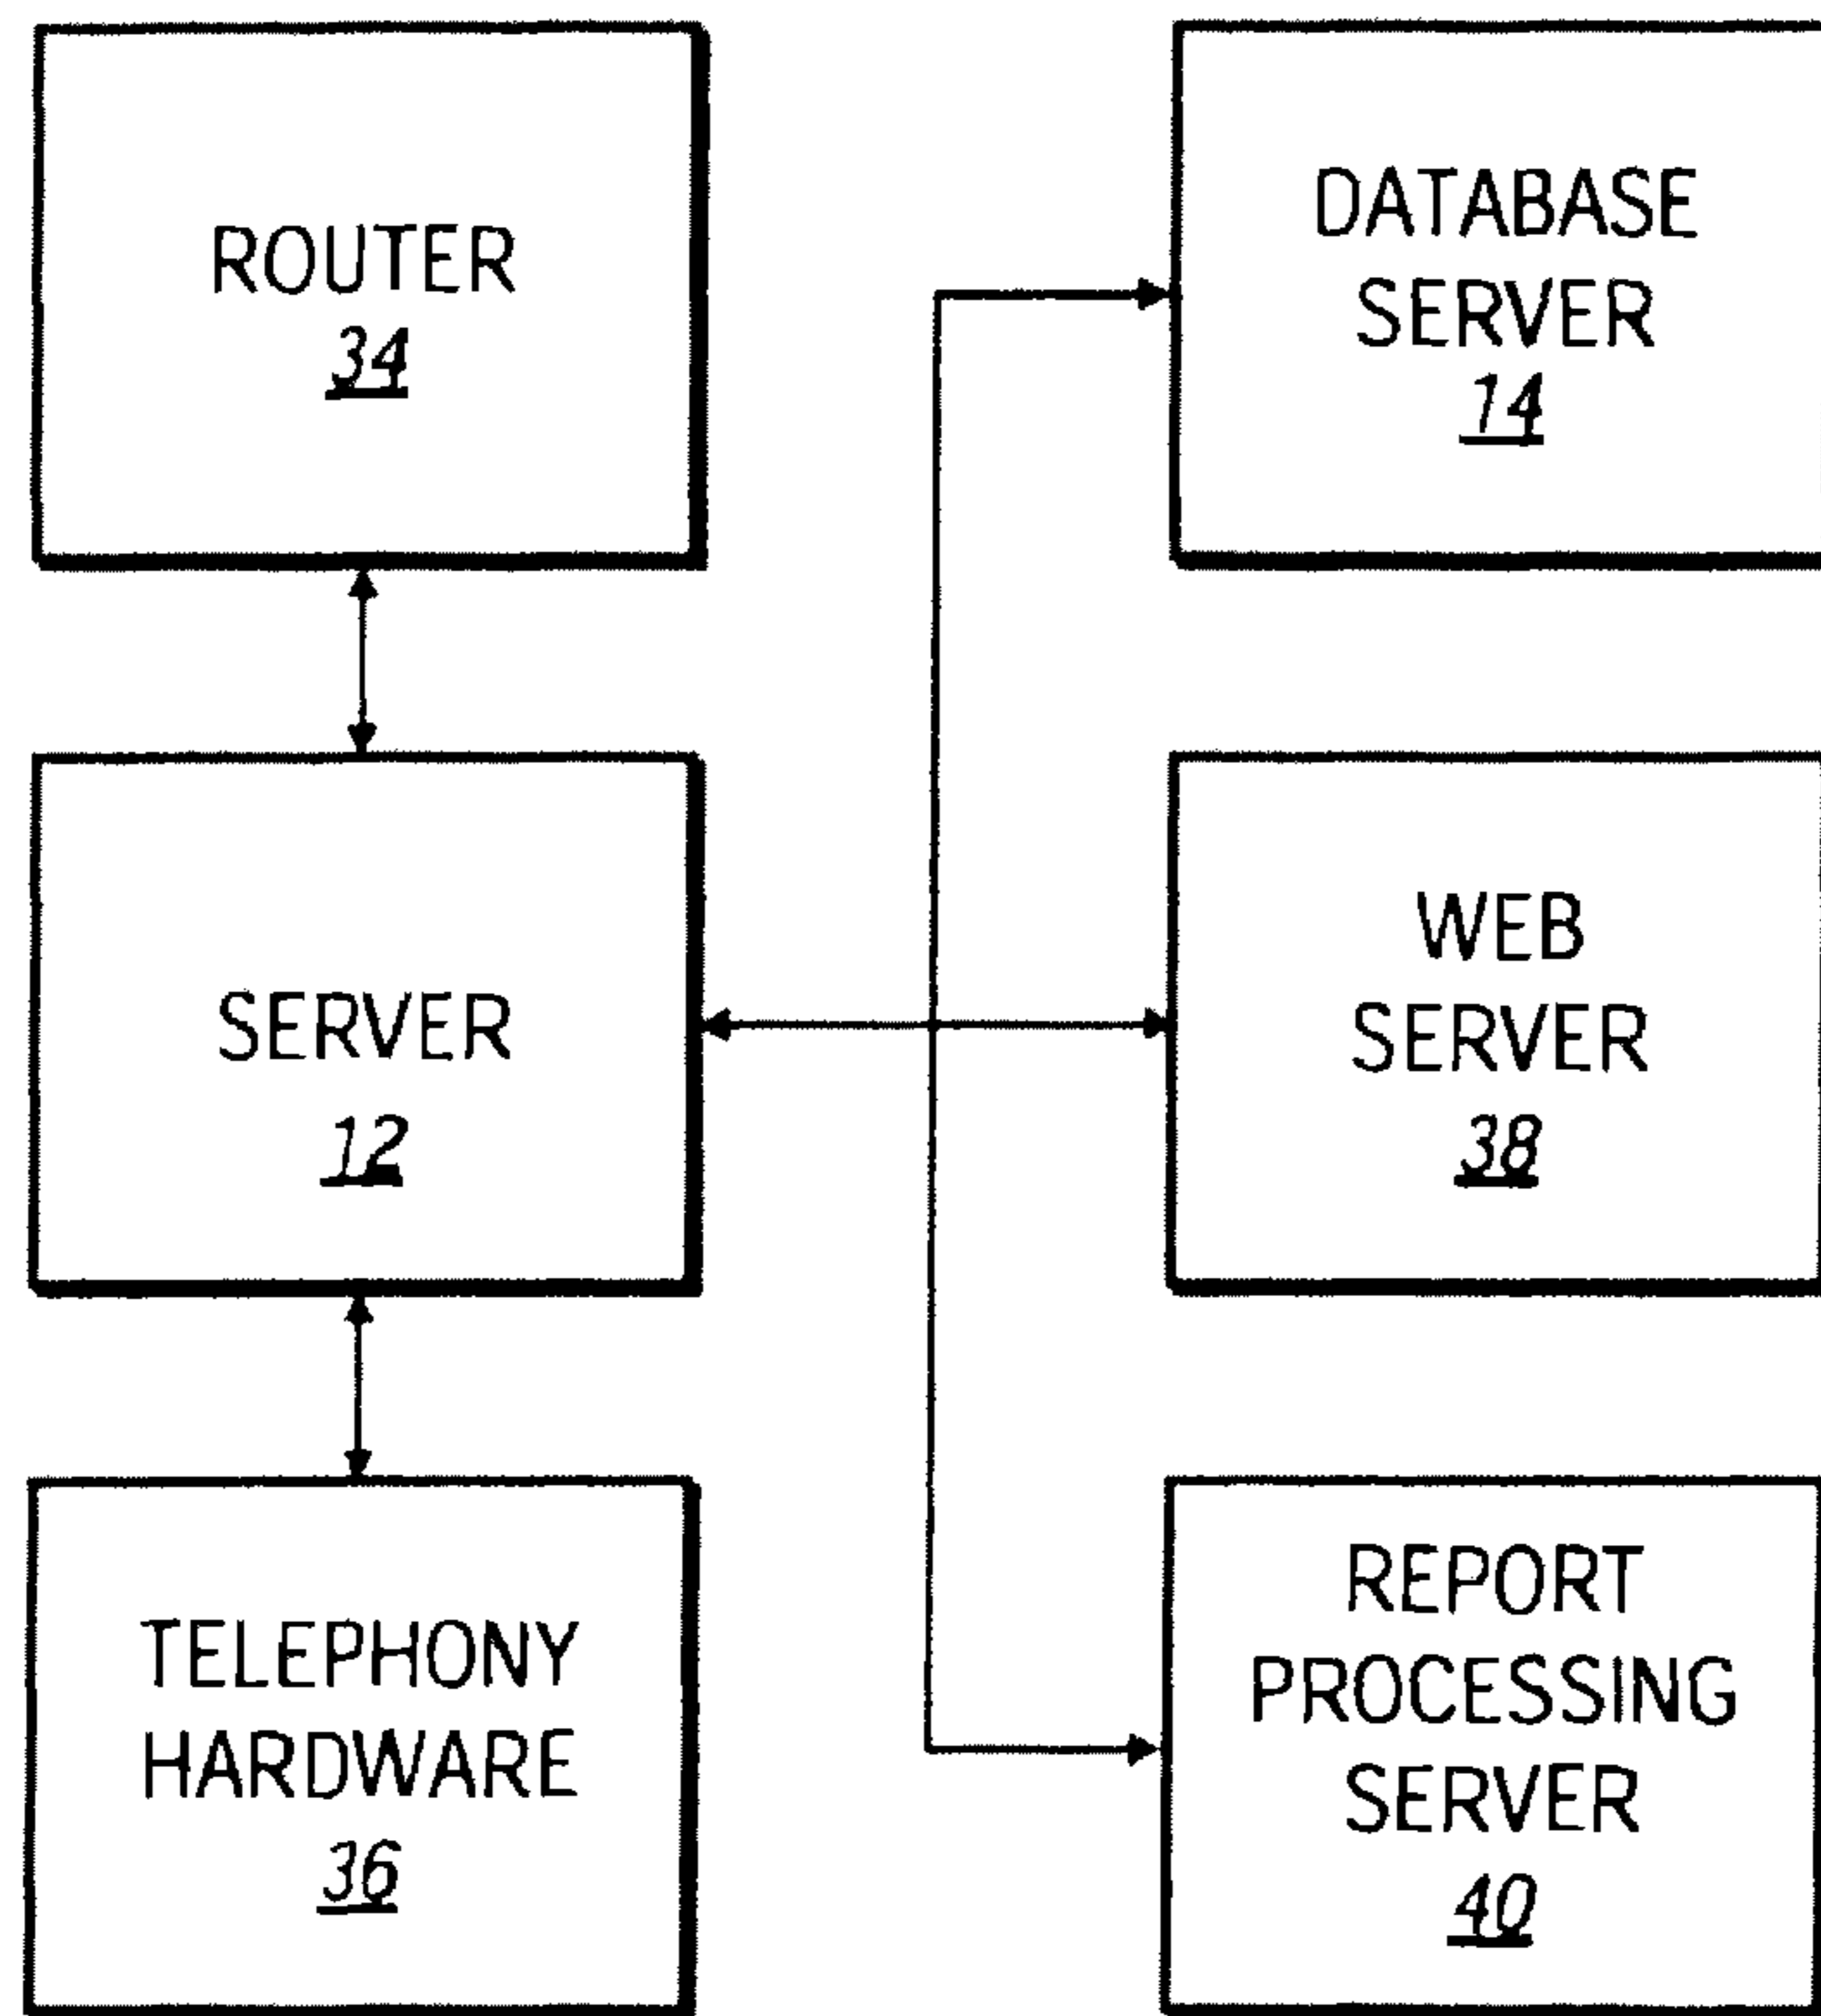 ROUTER
34
DATABASE
SERVER
14
SERVER
12
WEB
SERVER
38
TELEPHONY
HARDWARE
36
REPORT
PROCESSING
SERVER
40